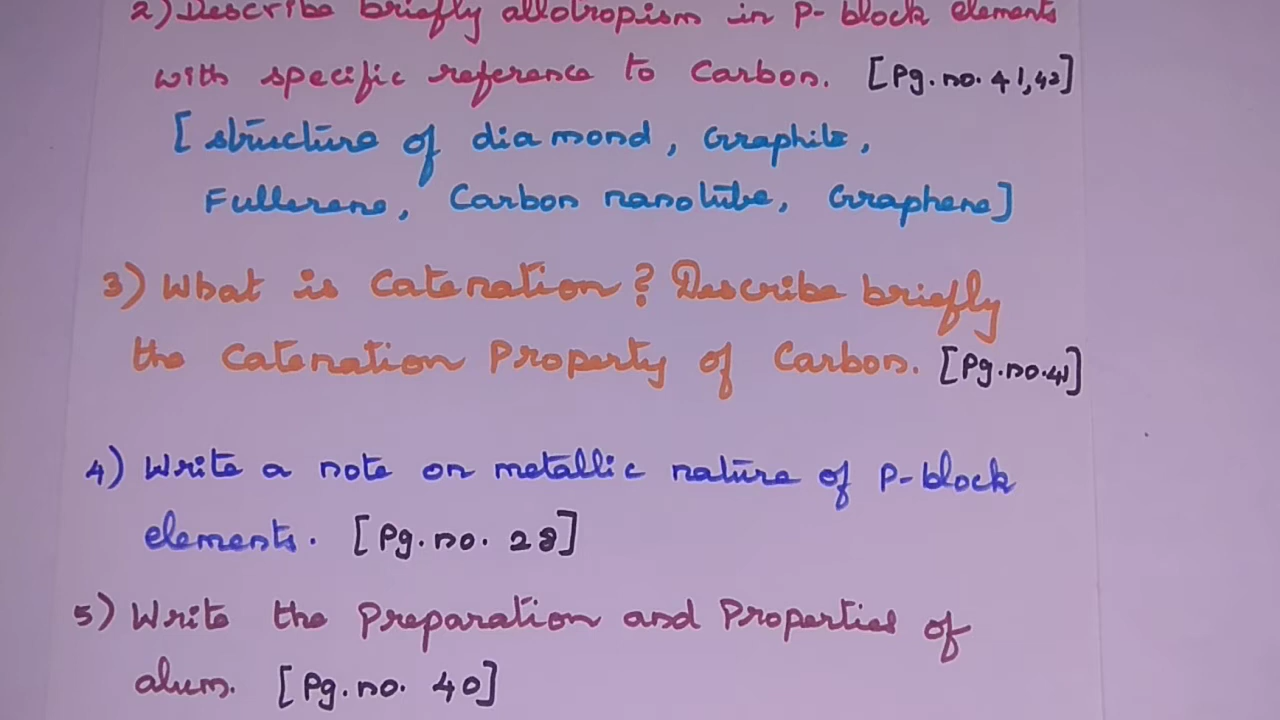 2) Describe briefly allotropism in P-block elements
with specific reference to Carbon. [Pg.no. 41,42]
[structure of diamond, Graphite,
Fullerene, Carbon nanotube, Graphene]
3) What is Catenation? Describe briefly
the Catenation Property of Carbon. [Pg.no.41]
4) Write a note on metallic nature of P-block
elements. [Pg.no. 28]
5) Write the Preparation and Properties of
alum. [Pg.no. 40]